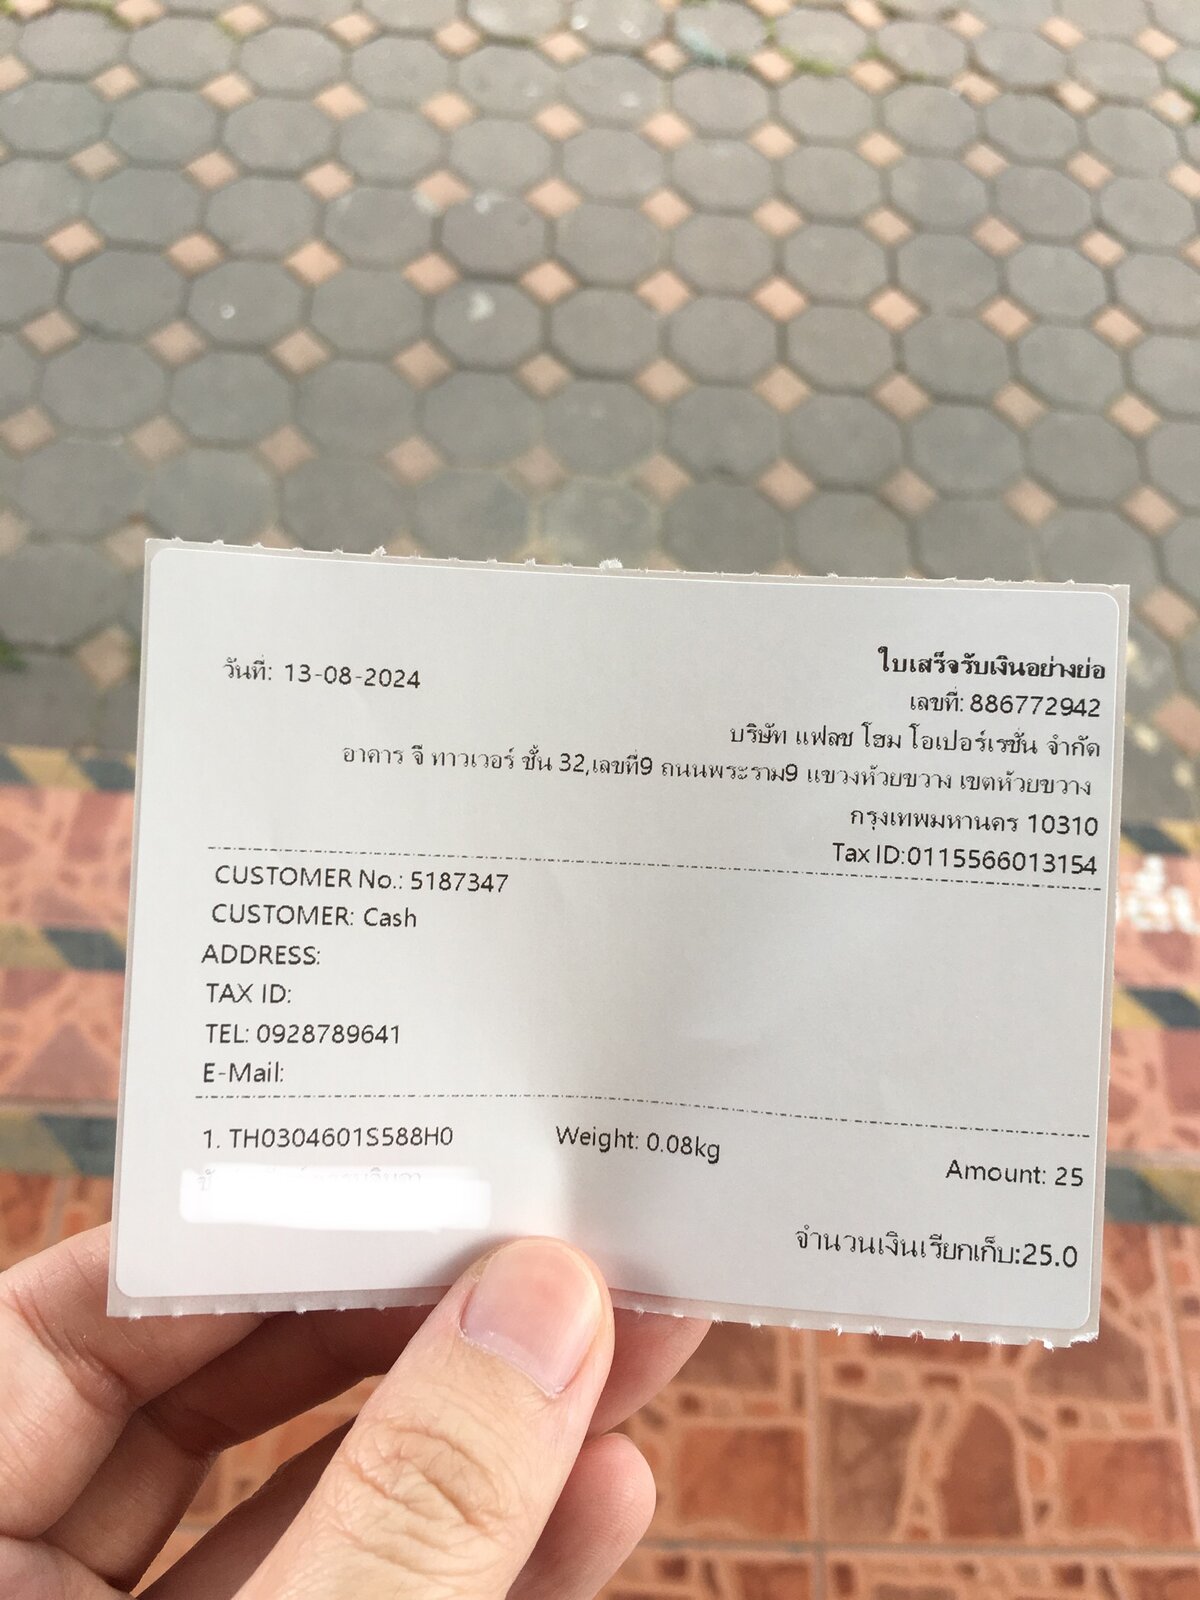 วันที่: 13-08-2024
ใบเสร็จรับเงินอย่างย่อ
เลขที่: 886772942
บริษัท แฟลช โฮม โอเปอร์เรชั่น จำกัด
อาคาร จี ทาวเวอร์ ชั้น 32,เลขที่9 ถนนพระราม9 แขวงห้วยขวาง เขตห้วยขวาง
กรุงเทพมหานคร 10310
Tax ID:0115566013154
CUSTOMER No.: 5187347
CUSTOMER: Cash
ADDRESS:
TAX ID:
TEL: 0928789641
E-Mail:
1. TH0304601S588H0 Weight: 0.08kg
Amount: 25
จำนวนเงินเรียกเก็บ:25.0